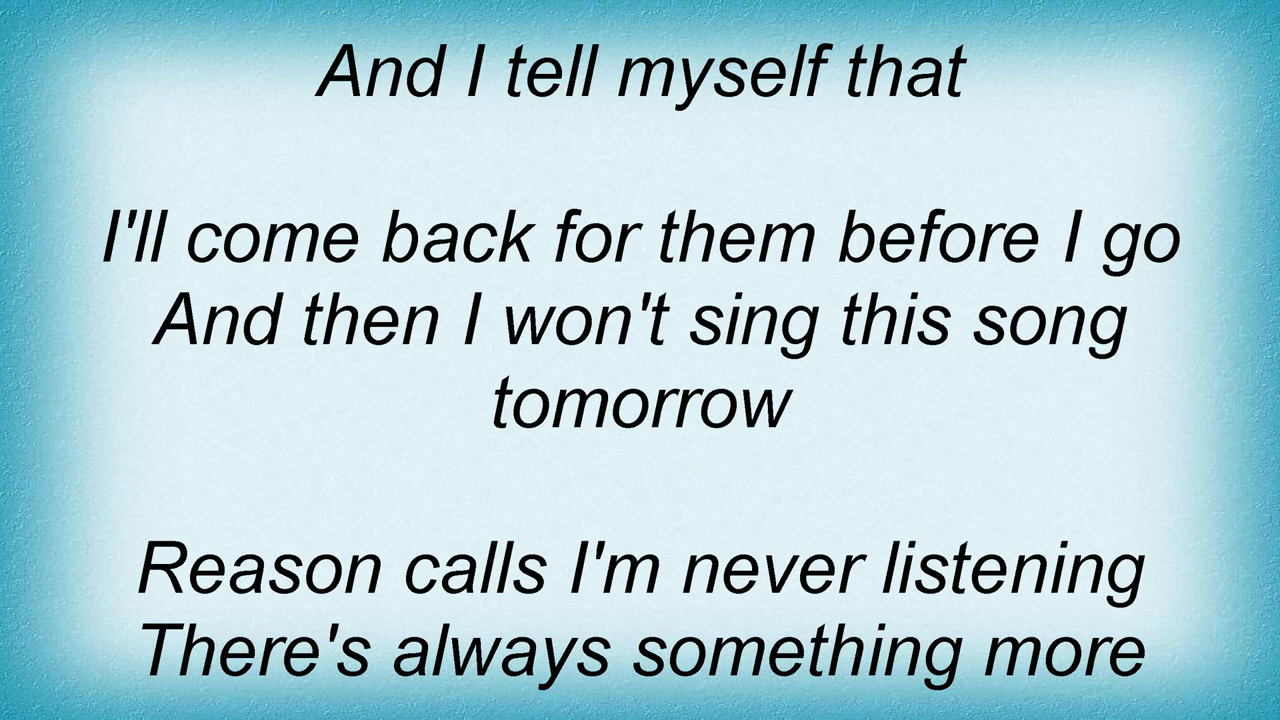 And I tell myself that
I'll come back for them before I go
And then I won't sing this song
tomorrow
Reason calls I'm never listening
There's always something more